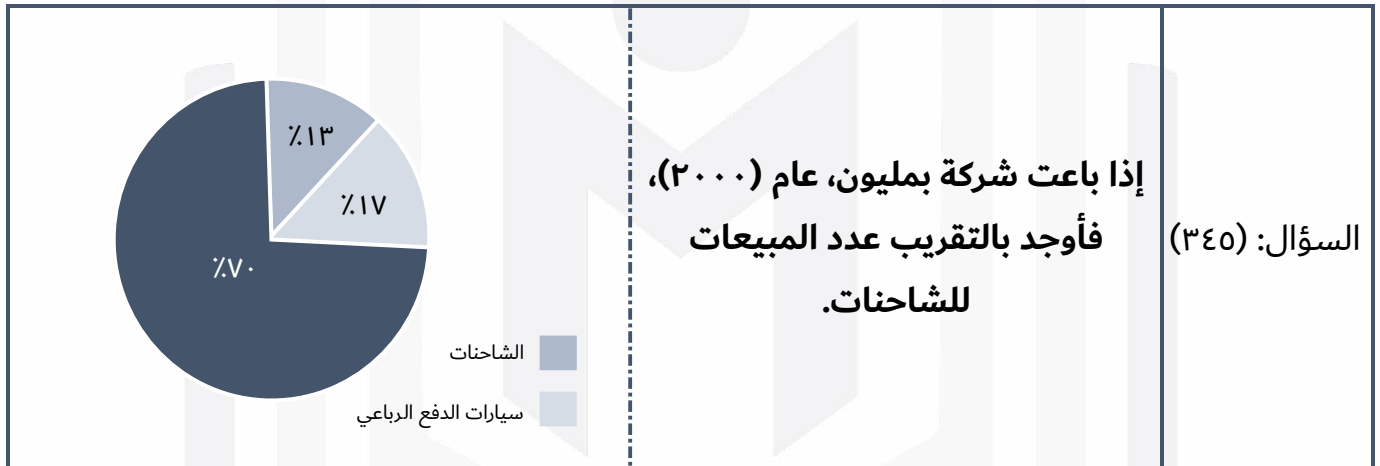 السؤال: (٣٤٥)
إذا باعت شركة بمليون، عام (٢٠٠٠)،
فأوجد بالتقريب عدد المبيعات
للشاحنات.
٪١٣
٪١٧
٪٧٠
الشاحنات
سيارات الدفع الرباعي